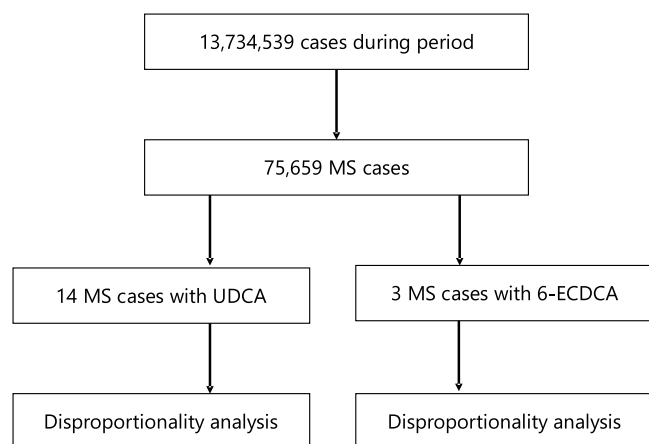 13,734,539 cases during period
75,659 MS cases
14 MS cases with UDCA
3 MS cases with 6-ECDCA
Disproportionality analysis
Disproportionality analysis